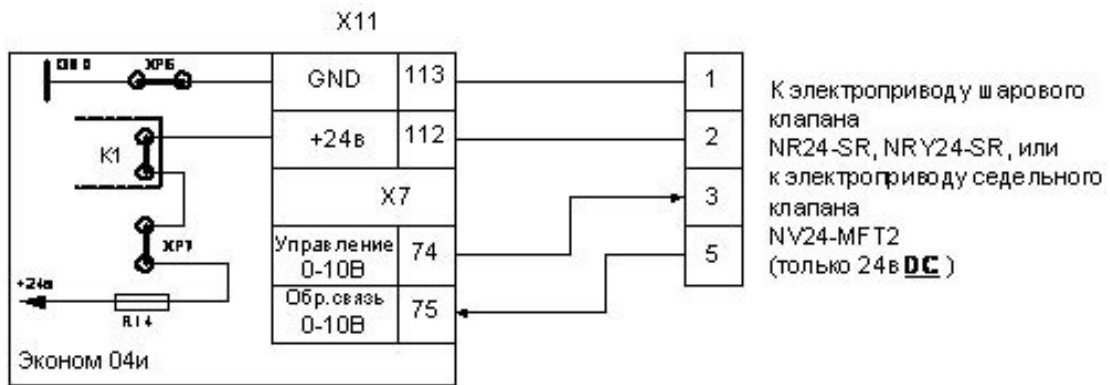 X11
GND 113
+24в 112
X7
Управление 74
0-10В
Обр.связь 75
0-10В
XP6
K1
XP7
+24в
R14
Эконом 04и
1
2
3
5
К электроприводу шарового
клапана
NR24-SR, NRY24-SR, или
к электроприводу седельного
клапана
NV24-MFT2
(только 24в DC )